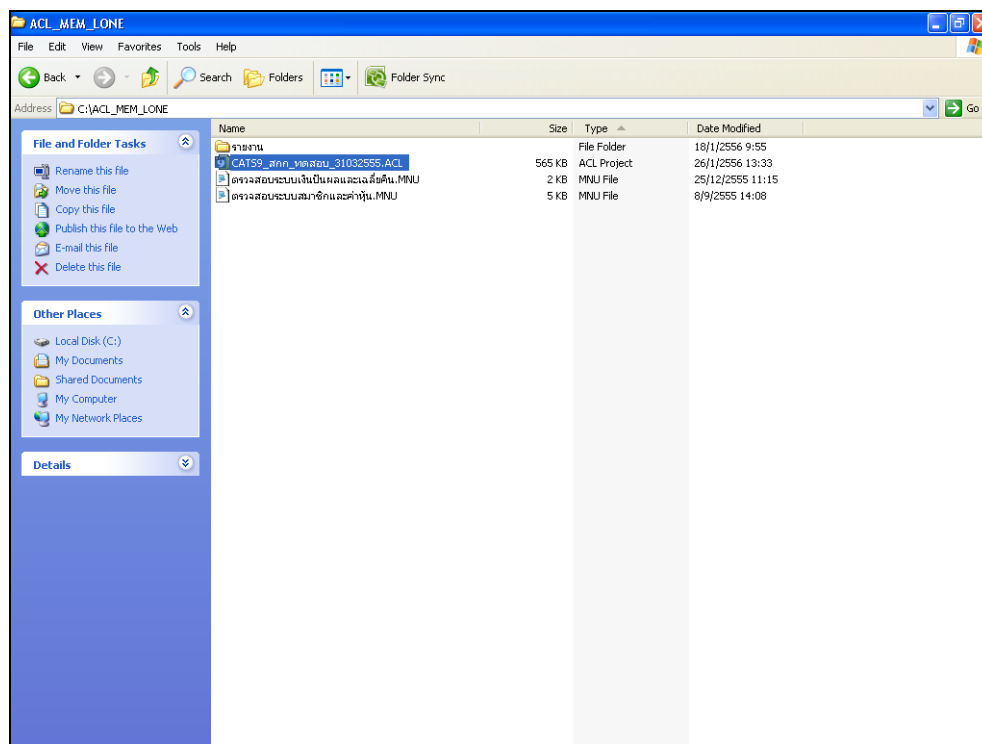 ACL_MEM_LONE
File Edit View Favorites Tools Help
Back Search Folders Folder Sync
Address C:\ACL_MEM_LONE Go
Name Size Type Date Modified
File and Folder Tasks
Rename this file
Move this file
Copy this file
Publish this file to the Web
E-mail this file
Delete this file
Other Places
Local Disk (C:)
My Documents
Shared Documents
My Computer
My Network Places
Details
รายงาน File Folder 18/1/2556 9:55
CATS9_สกก_ทดสอบ_31032555.ACL 565 KB ACL Project 26/1/2556 13:33
ตรวจสอบระบบเงินปันผลและเฉลี่ยคืน.MNU 2 KB MNU File 25/12/2555 11:15
ตรวจสอบระบบสมาชิกและค่าหุ้น.MNU 5 KB MNU File 8/9/2555 14:08